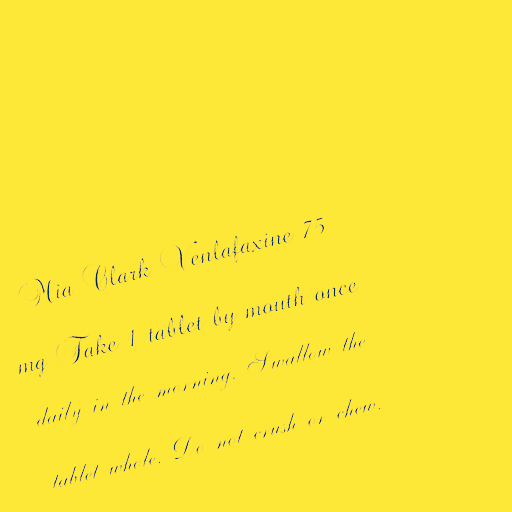 Mia Clark Venlafaxine 75
mg Take 1 tablet by mouth once
daily in the morning. Swallow the
tablet whole. Do not crush or chew.